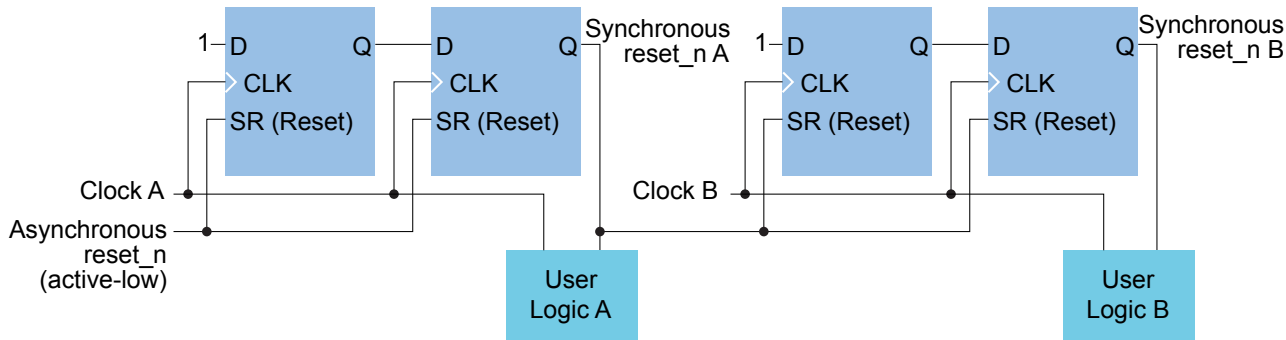 1
D
Q
CLK
SR (Reset)
D
Q
CLK
SR (Reset)
Synchronous
reset_n A
1
D
Q
CLK
SR (Reset)
D
Q
CLK
SR (Reset)
Synchronous
reset_n B
Clock A
Asynchronous
reset_n
(active-low)
Clock B
User
Logic A
User
Logic B